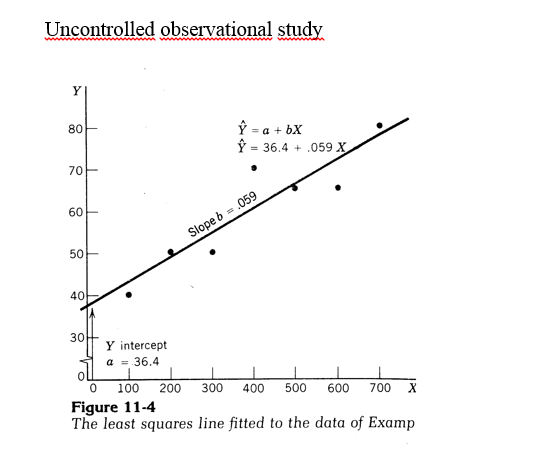 Uncontrolled observational study
Y
80
Ŷ = a + bX
Ŷ = 36.4 + .059 X
70
Slope b = .059
60
50
40
30
Y intercept
a = 36.4
0
0 100 200 300 400 500 600 700 X
Figure 11-4
The least squares line fitted to the data of Examp